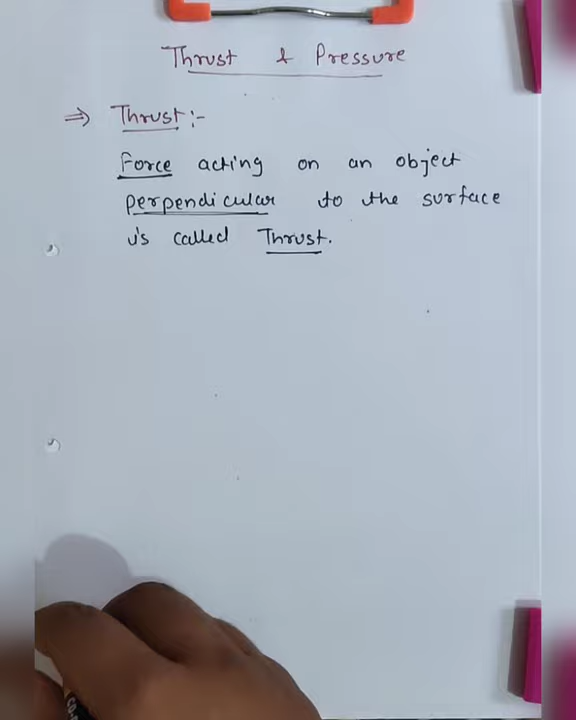 Thrust & Pressure
⇒ Thrust :-
Force acting on an object
perpendicular to the surface
is called Thrust.